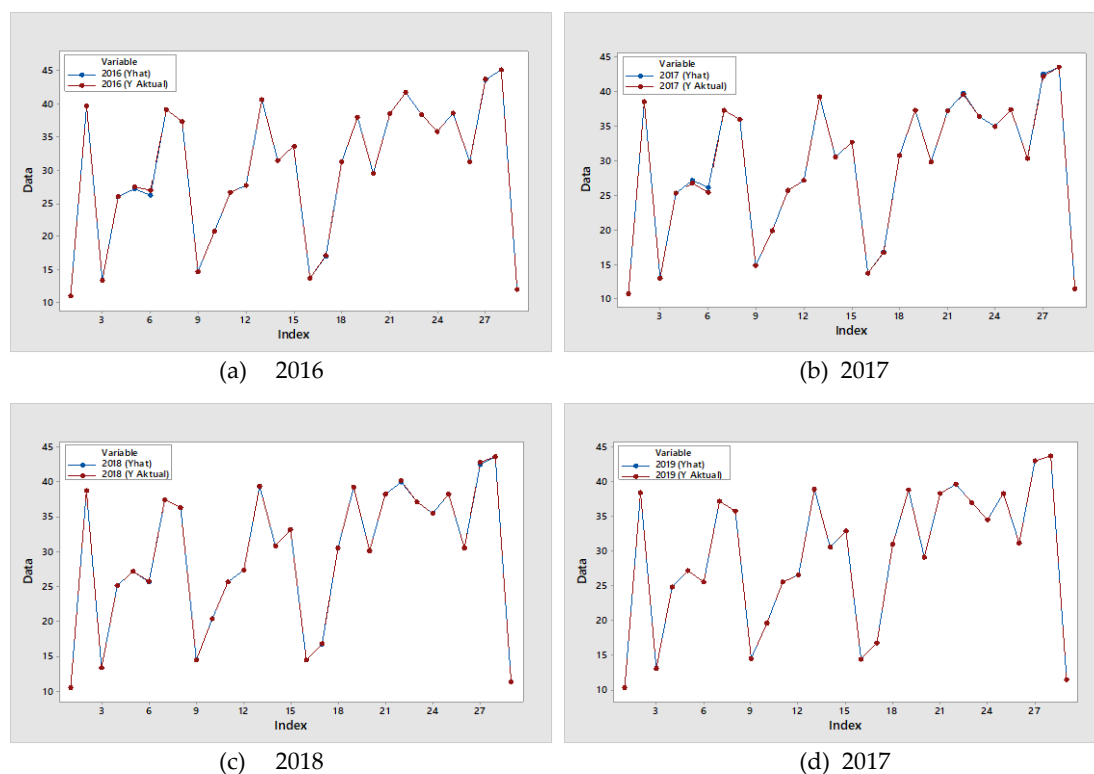 Variable
2016 (Yhat)
2016 (Y Aktual)
45
40
35
30
25
20
15
10
Data
3 6 9 12 15 18 21 24 27
Index
(a) 2016
Variable
2017 (Yhat)
2017 (Y Aktual)
45
40
35
30
25
20
15
10
Data
3 6 9 12 15 18 21 24 27
Index
(b) 2017
Variable
2018 (Yhat)
2018 (Y Aktual)
45
40
35
30
25
20
15
10
Data
3 6 9 12 15 18 21 24 27
Index
(c) 2018
Variable
2019 (Yhat)
2019 (Y Aktual)
45
40
35
30
25
20
15
10
Data
3 6 9 12 15 18 21 24 27
Index
(d) 2017